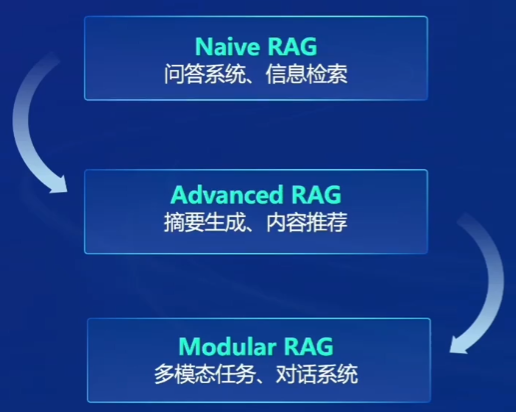 Naive RAG
问答系统、信息检索
Advanced RAG
摘要生成、内容推荐
Modular RAG
多模态任务、对话系统